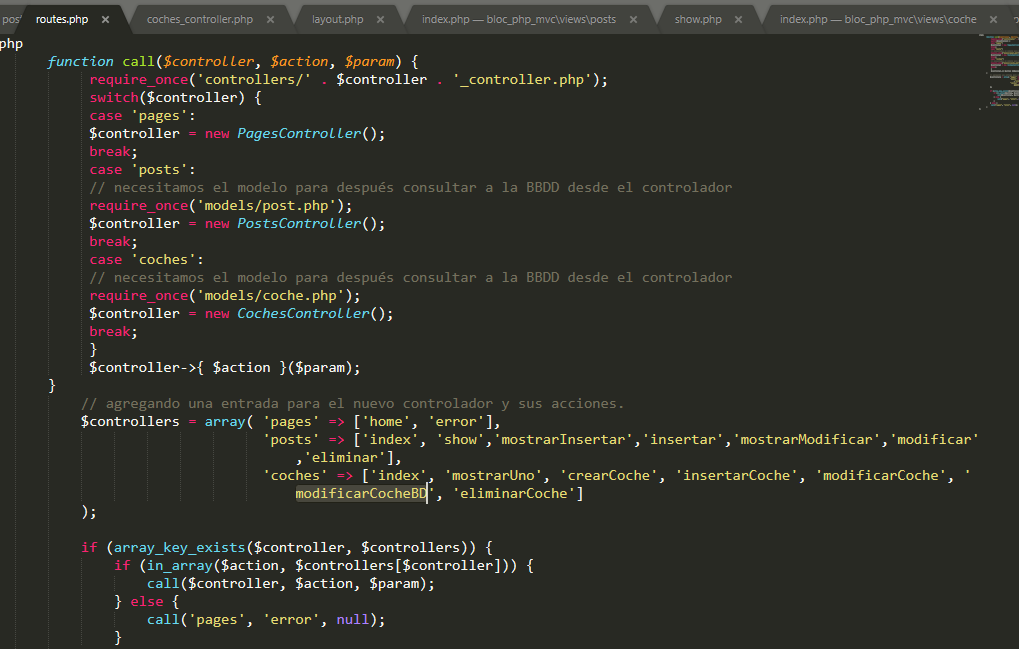 pos routes.php × coches_controller.php × layout.php × index.php — bloc_php_mvc\views\posts × show.php × index.php — bloc_php_mvc\views\coche ×
php
function call($controller, $action, $param) {
require_once('controllers/' . $controller . '_controller.php');
switch($controller) {
case 'pages':
$controller = new PagesController();
break;
case 'posts':
// necesitamos el modelo para después consultar a la BBDD desde el controlador
require_once('models/post.php');
$controller = new PostsController();
break;
case 'coches':
// necesitamos el modelo para después consultar a la BBDD desde el controlador
require_once('models/coche.php');
$controller = new CochesController();
break;
}
$controller->{ $action }($param);
}
// agregando una entrada para el nuevo controlador y sus acciones.
$controllers = array( 'pages' => ['home', 'error'],
'posts' => ['index', 'show','mostrarInsertar','insertar','mostrarModificar','modificar'
,'eliminar'],
'coches' => ['index', 'mostrarUno', 'crearCoche', 'insertarCoche', 'modificarCoche', '
modificarCocheBD', 'eliminarCoche']
);
if (array_key_exists($controller, $controllers)) {
if (in_array($action, $controllers[$controller])) {
call($controller, $action, $param);
} else {
call('pages', 'error', null);
}